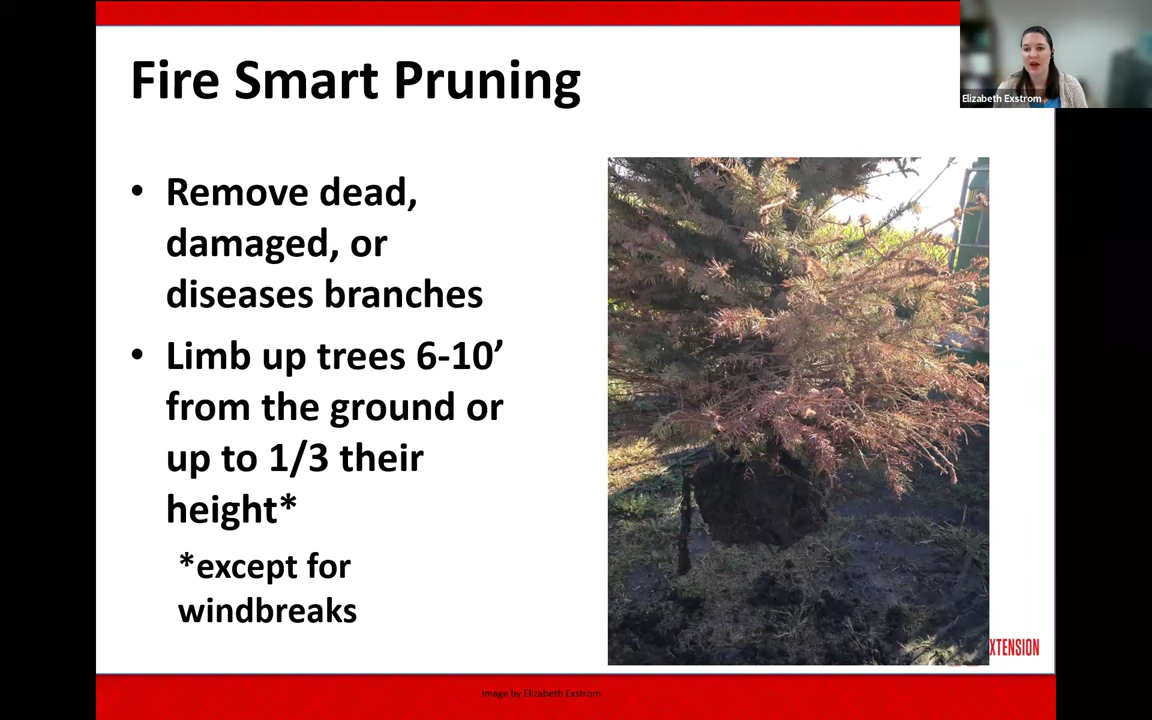 Fire Smart Pruning
Elizabeth Exstrom
• Remove dead,
damaged, or
diseases branches
• Limb up trees 6-10’
from the ground or
up to 1/3 their
height*
*except for
windbreaks
XTENSION
Image by Elizabeth Exstrom